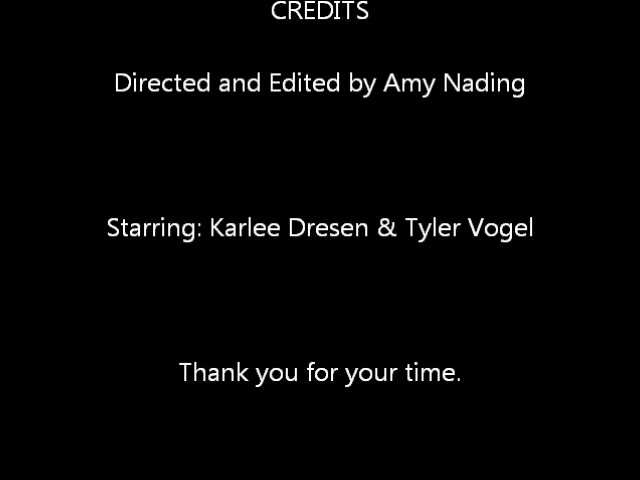 CREDITS
Directed and Edited by Amy Nading
Starring: Karlee Dresen & Tyler Vogel
Thank you for your time.